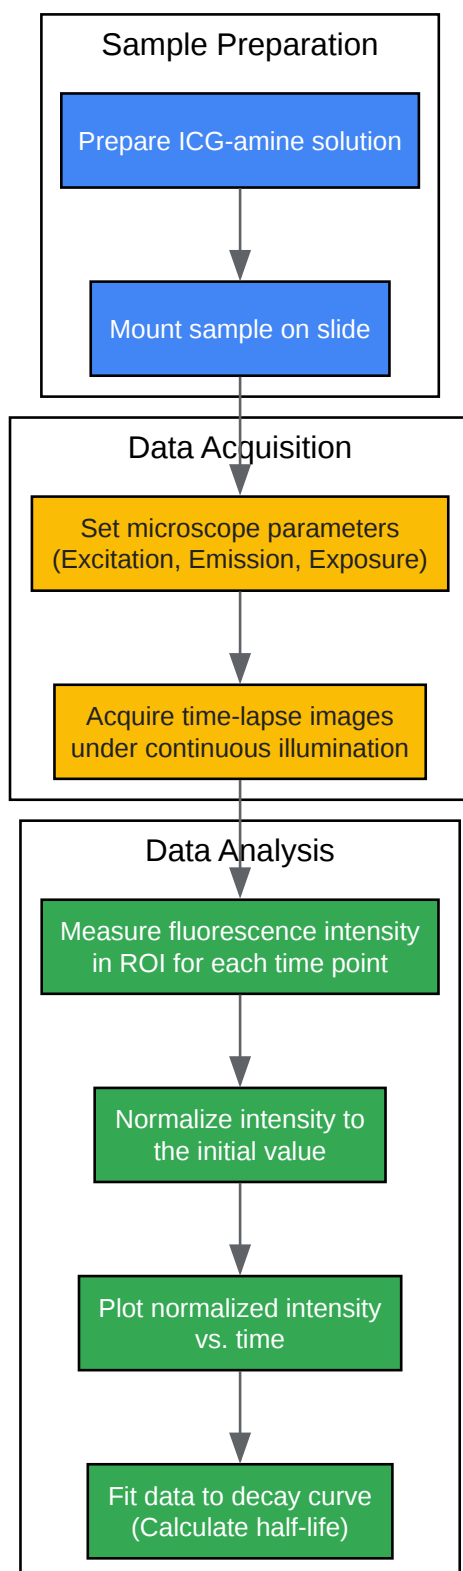 Sample Preparation
Prepare ICG-amine solution
Mount sample on slide
Data Acquisition
Set microscope parameters
(Excitation, Emission, Exposure)
Acquire time-lapse images
under continuous illumination
Data Analysis
Measure fluorescence intensity
in ROI for each time point
Normalize intensity to
the initial value
Plot normalized intensity
vs. time
Fit data to decay curve
(Calculate half-life)